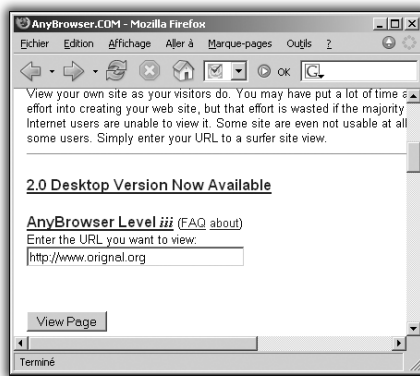 AnyBrowser.COM - Mozilla Firefox
Fichier Edition Affichage Aller à Marque-pages Outils ?
OK G
View your own site as your visitors do. You may have put a lot of time a
effort into creating your web site, but that effort is wasted if the majority
Internet users are unable to view it. Some site are even not usable at all
some users. Simply enter your URL to a surfer site view.
2.0 Desktop Version Now Available
AnyBrowser Level iii (FAQ about)
Enter the URL you want to view:
http://www.orignal.org
View Page
Terminé